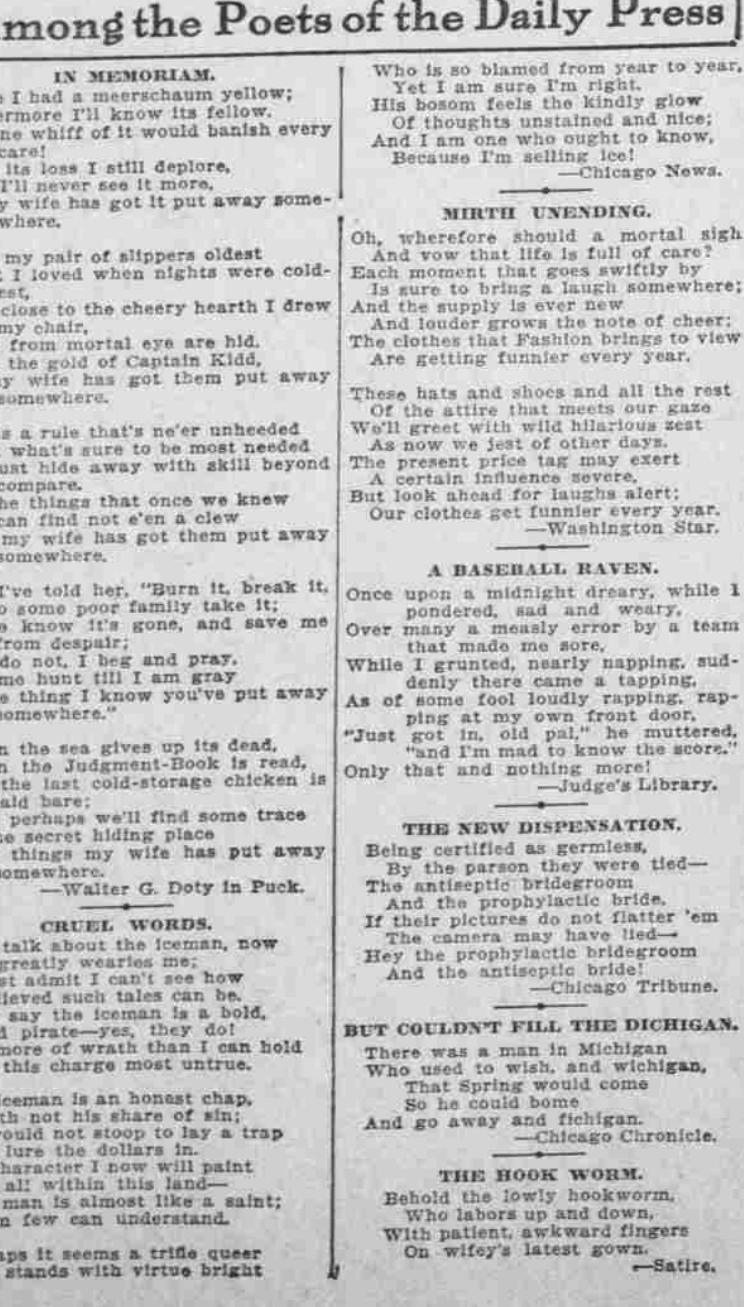 mong the Poets of the Daily Press
IN MEMORIAM.
I had a meerschaum yellow;
ermore I'll know its fellow.
ne whiff of it would banish every
care!
its loss I still deplore,
I'll never see it more,
y wife has got it put away some-
where.
my pair of slippers oldest
I loved when nights were cold-
est,
close to the cheery hearth I drew
my chair,
from mortal eye are hid.
the gold of Captain Kidd,
y wife has got them put away
somewhere.
s a rule that's ne'er unheeded
what's sure to be most needed
ust hide away with skill beyond
compare.
he things that once we knew
can find not e'en a clew
my wife has got them put away
somewhere.
I've told her, "Burn it, break it,
o some poor family take it;
e know it's gone, and save me
from despair;
do not, I beg and pray,
me hunt till I am gray
e thing I know you've put away
somewhere."
n the sea gives up its dead,
n the Judgment-Book is read,
the last cold-storage chicken is
aid bare;
perhaps we'll find some trace
e secret hiding place
things my wife has put away
somewhere.
—Walter G. Doty in Puck.
CRUEL WORDS.
talk about the iceman, now
greatly wearies me;
st admit I can't see how
lieved such tales can be.
say the iceman is a bold,
d pirate—yes, they do!
more of wrath than I can hold
this charge most untrue.
iceman is an honest chap,
th not his share of sin;
ould not stoop to lay a trap
lure the dollars in.
haracter I now will paint
all within this land—
man is almost like a saint;
n few can understand.
aps it seems a trifle queer
stands with virtue bright
Who is so blamed from year to year,
Yet I am sure I'm right.
His bosom feels the kindly glow
Of thoughts unstained and nice;
And I am one who ought to know,
Because I'm selling ice!
—Chicago News.
MIRTH UNENDING.
Oh, wherefore should a mortal sigh
And vow that life is full of care?
Each moment that goes swiftly by
Is sure to bring a laugh somewhere;
And the supply is ever new
And louder grows the note of cheer;
The clothes that Fashion brings to view
Are getting funnier every year.
These hats and shoes and all the rest
Of the attire that meets our gaze
We'll greet with wild hilarious zest
As now we jest of other days.
The present price tag may exert
A certain influence severe,
But look ahead for laughs alert;
Our clothes get funnier every year.
—Washington Star.
A BASEBALL RAVEN.
Once upon a midnight dreary, while I
pondered, sad and weary,
Over many a measly error by a team
that made me sore,
While I grunted, nearly napping, sud-
denly there came a tapping,
As of some fool loudly rapping, rap-
ping at my own front door,
"Just got in, old pal," he muttered,
"and I'm mad to know the score."
Only that and nothing more!
—Judge's Library.
THE NEW DISPENSATION.
Being certified as germless,
By the parson they were tied—
The antiseptic bridegroom
And the prophylactic bride.
If their pictures do not flatter 'em
The camera may have lied—
Hey the prophylactic bridegroom
And the antiseptic bride!
—Chicago Tribune.
BUT COULDN'T FILL THE DICHIGAN.
There was a man in Michigan
Who used to wish, and wichigan,
That Spring would come
So he could bome
And go away and fichigan.
—Chicago Chronicle.
THE HOOK WORM.
Behold the lowly hookworm,
Who labors up and down,
With patient, awkward fingers
On wifey's latest gown.
—Satire.